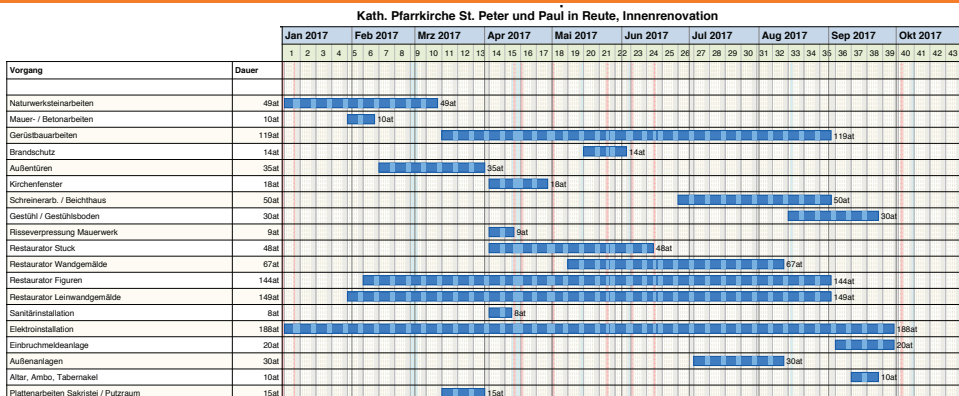 Kath. Pfarrkirche St. Peter und Paul in Reute, Innenrenovation
Jan 2017 Feb 2017 Mrz 2017 Apr 2017 Mai 2017 Jun 2017 Jul 2017 Aug 2017 Sep 2017 Okt 2017
1 2 3 4 5 6 7 8 9 10 11 12 13 14 15 16 17 18 19 20 21 22 23 24 25 26 26 27 28 29 30 31 32 33 34 35 35 36 37 38 39 40 41 42 43
Vorgang Dauer
Naturwerksteinarbeiten 49at 49at
Mauer- / Betonarbeiten 10at 10at
Gerüstbauarbeiten 119at 119at
Brandschutz 14at 14at
Außentüren 35at 35at
Kirchenfenster 18at 18at
Schreinerarb. / Beichthaus 50at 50at
Gestühl / Gestühlsboden 30at 30at
Risseverpressung Mauerwerk 9at 9at
Restaurator Stuck 48at 48at
Restaurator Wandgemälde 67at 67at
Restaurator Figuren 144at 144at
Restaurator Leinwandgemälde 149at 149at
Sanitärinstallation 8at 8at
Elektroinstallation 188at 188at
Einbruchmeldeanlage 20at 20at
Außenanlagen 30at 30at
Altar, Ambo, Tabernakel 10at 10at
Plattenarbeiten Sakristei / Putzraum 15at 15at